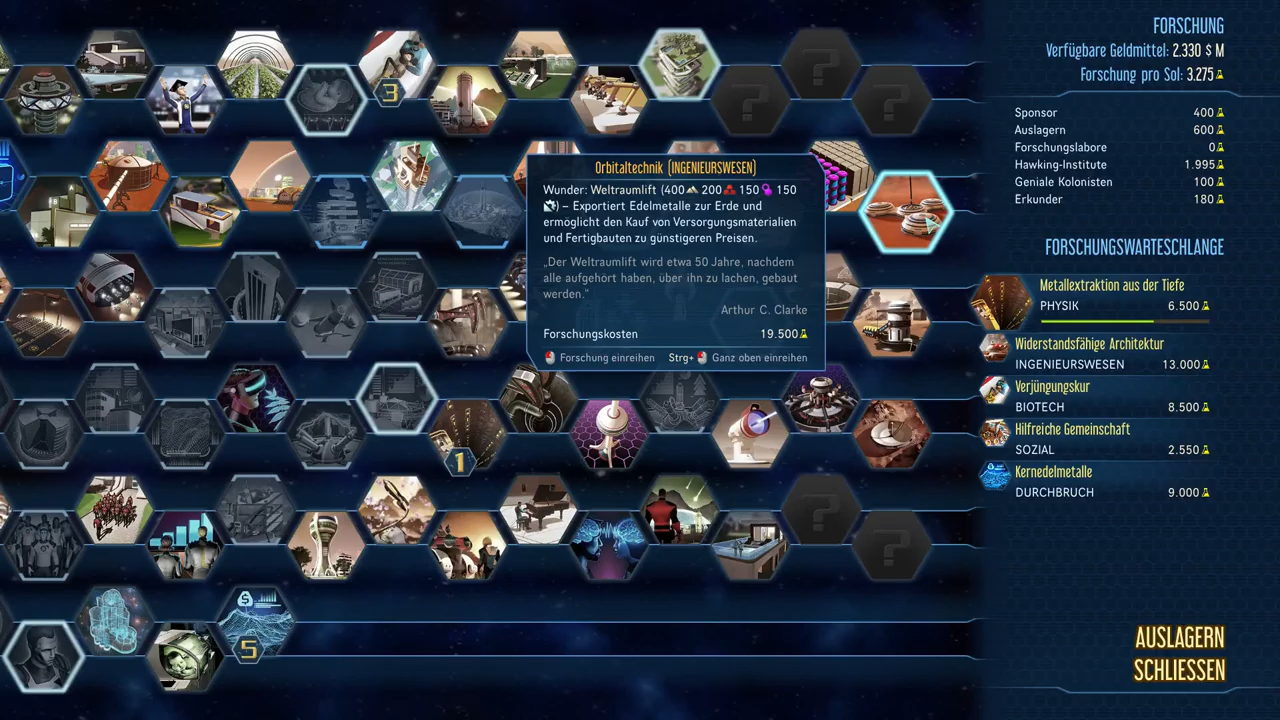 FORSCHUNG
Verfügbare Geldmittel: 2.330 $ M
Forschung pro Sol: 3.275
Sponsor 400
Auslagern 600
Forschungslabore 0
Hawking-Institute 1.995
Geniale Kolonisten 100
Erkunder 180
FORSCHUNGSWARTESCHLANGE
Metallextraktion aus der Tiefe
PHYSIK 6.500
Widerstandsfähige Architektur
INGENIEURSWESEN 13.000
Verjüngungskur
BIOTECH 8.500
Hilfreiche Gemeinschaft
SOZIAL 2.550
Kernedelmetalle
DURCHBRUCH 9.000
AUSLAGERN
SCHLIESSEN
3
?
?
?
Orbitaltechnik (INGENIEURSWESEN)
Wunder: Weltraumlift (400 200 150 150
) – Exportiert Edelmetalle zur Erde und
ermöglicht den Kauf von Versorgungsmaterialien
und Fertigbauten zu günstigeren Preisen.
„Der Weltraumlift wird etwa 50 Jahre, nachdem
alle aufgehört haben, über ihn zu lachen, gebaut
werden."
Arthur C. Clarke
Forschungskosten 19.500
Forschung einreihen Strg+ Ganz oben einreihen
1
?
?
5